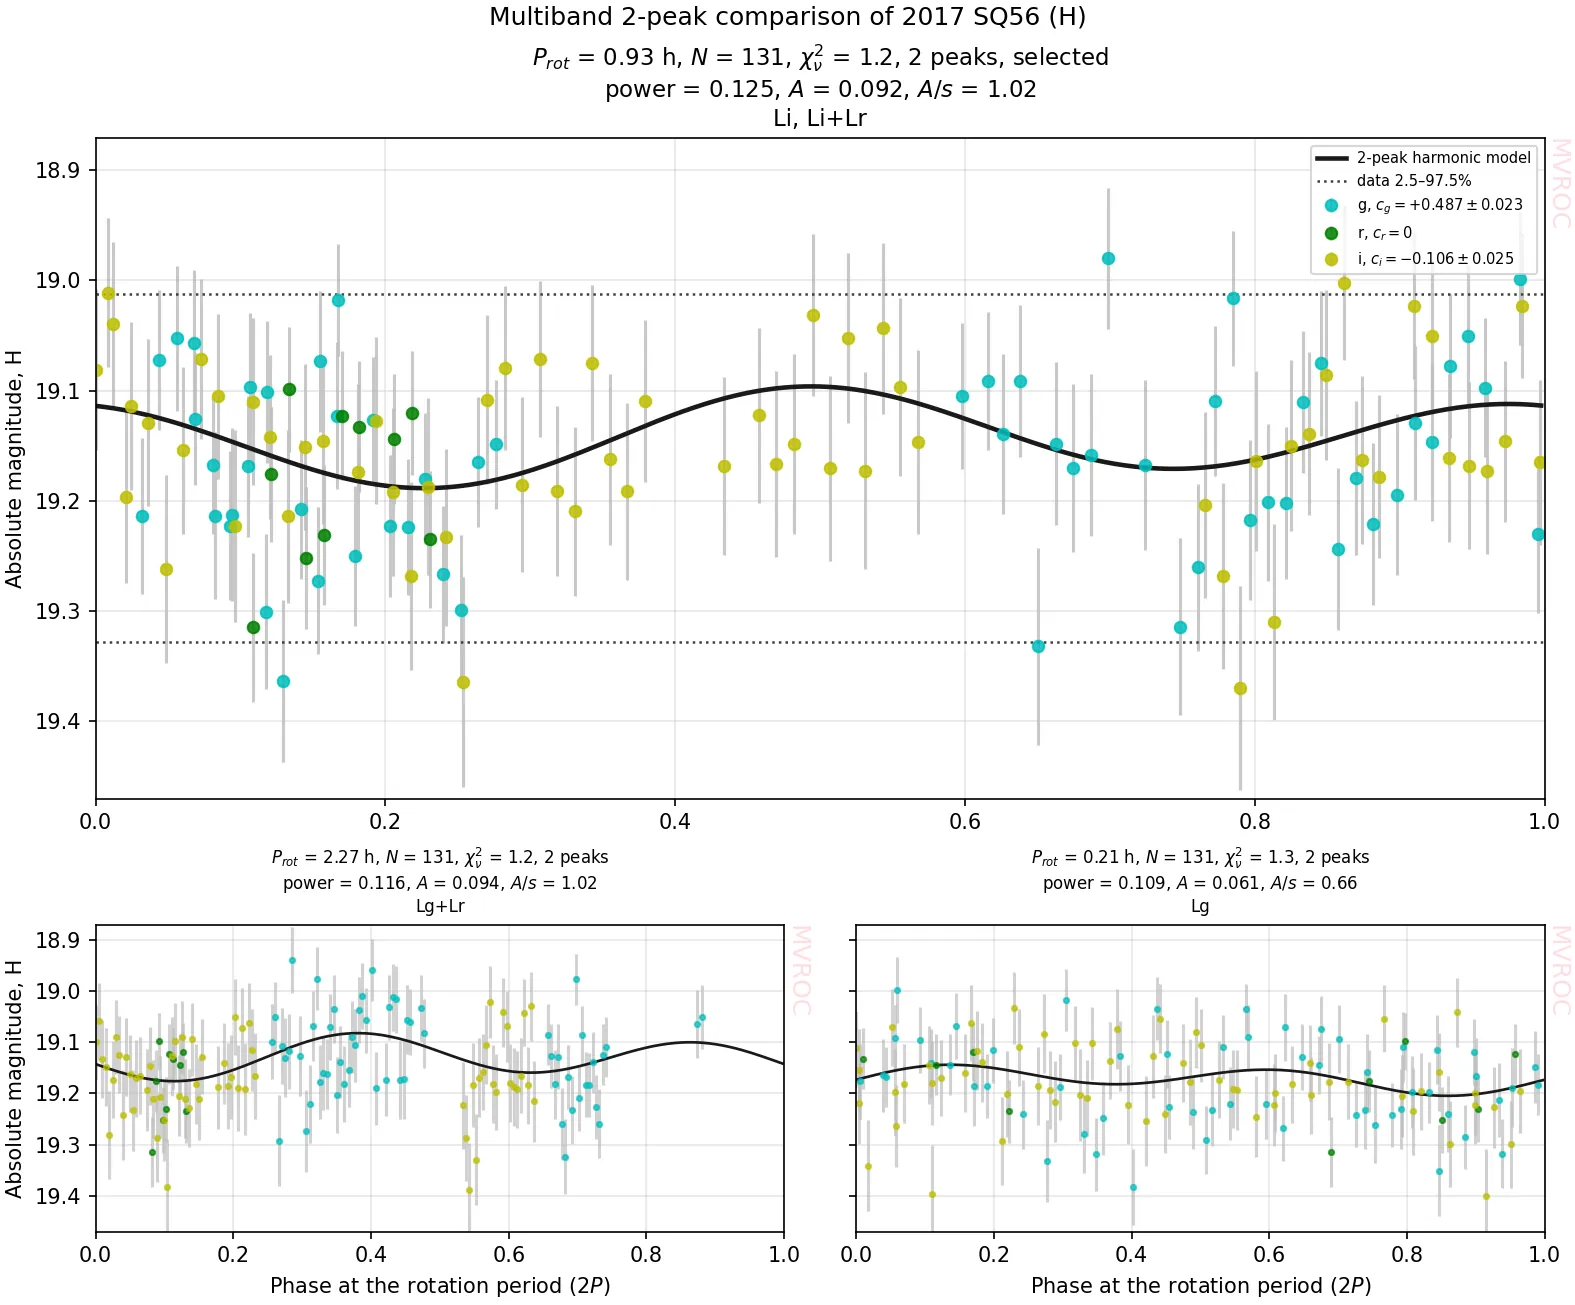 Multiband 2-peak comparison of 2017 SQ56 (H)
P_rot = 0.93 h, N = 131, χ²_ν = 1.2, 2 peaks, selected
power = 0.125, A = 0.092, A/s = 1.02
Li, Li+Lr
2-peak harmonic model
data 2.5–97.5%
g, c_g = +0.487 ± 0.023
r, c_r = 0
i, c_i = −0.106 ± 0.025
MVROC
Absolute magnitude, H
18.9
19.0
19.1
19.2
19.3
19.4
0.0 0.2 0.4 0.6 0.8 1.0
P_rot = 2.27 h, N = 131, χ²_ν = 1.2, 2 peaks
power = 0.116, A = 0.094, A/s = 1.02
Lg+Lr
MVROC
Absolute magnitude, H
18.9
19.0
19.1
19.2
19.3
19.4
0.0 0.2 0.4 0.6 0.8 1.0
Phase at the rotation period (2P)
P_rot = 0.21 h, N = 131, χ²_ν = 1.3, 2 peaks
power = 0.109, A = 0.061, A/s = 0.66
Lg
MVROC
0.0 0.2 0.4 0.6 0.8 1.0
Phase at the rotation period (2P)